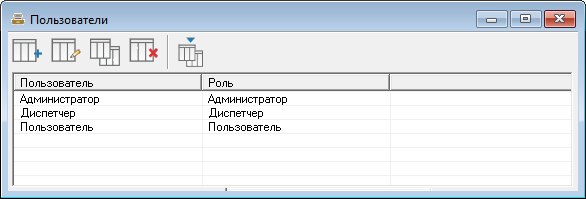 Пользователи
Пользователь Роль
Администратор Администратор
Диспетчер Диспетчер
Пользователь Пользователь